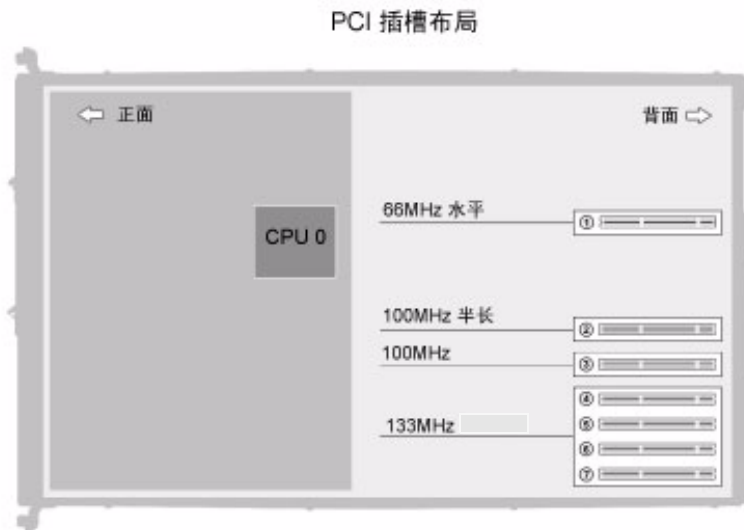 PCI 插槽布局
正面
背面
CPU 0
66MHz 水平
①
100MHz 半长
②
100MHz
③
133MHz
④
⑤
⑥
⑦